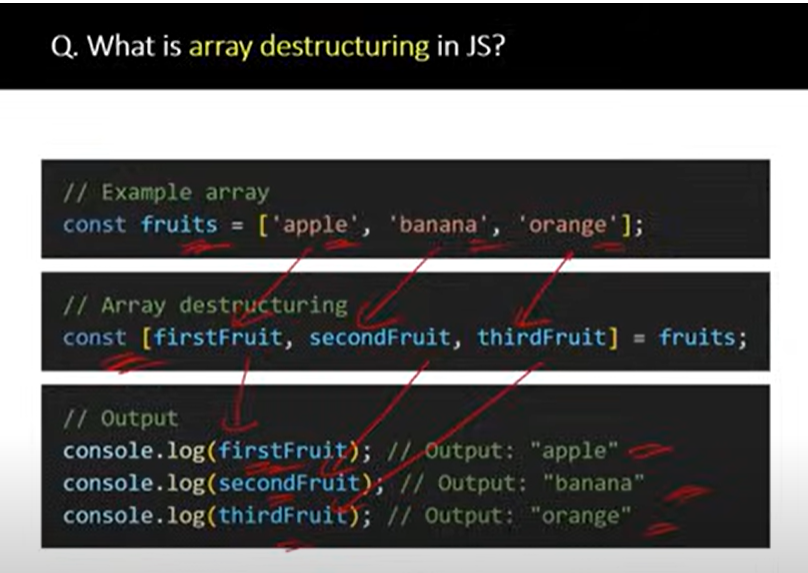 Q. What is array destructuring in JS?
// Example array
const fruits = ['apple', 'banana', 'orange'];
// Array destructuring
const [firstFruit, secondFruit, thirdFruit] = fruits;
// Output
console.log(firstFruit); // Output: "apple"
console.log(secondFruit); // Output: "banana"
console.log(thirdFruit); // Output: "orange"